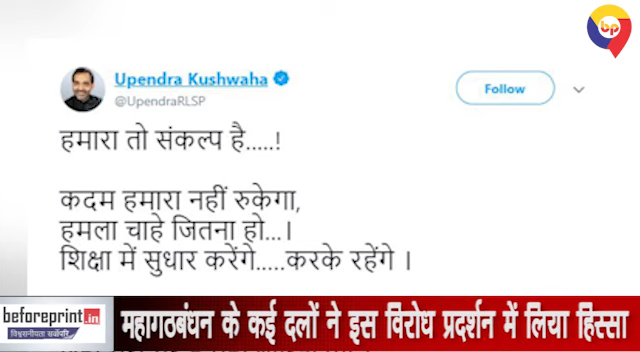 bp
Upendra Kushwaha
@UpendraRLSP
Follow
हमारा तो संकल्प है.....!
कदम हमारा नहीं रुकेगा,
हमला चाहे जितना हो...।
शिक्षा में सुधार करेंगे.....करके रहेंगे ।
beforeprint.in
विश्वसनीयता सर्वोपरि
महागठबंधन के कई दलों ने इस विरोध प्रदर्शन में लिया हिस्सा